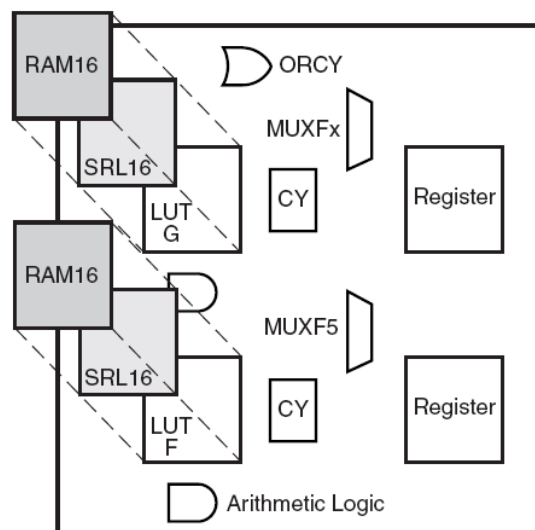 RAM16
ORCY
MUXFx
SRL16
CY
Register
LUT
G
RAM16
MUXF5
SRL16
CY
Register
LUT
F
Arithmetic Logic